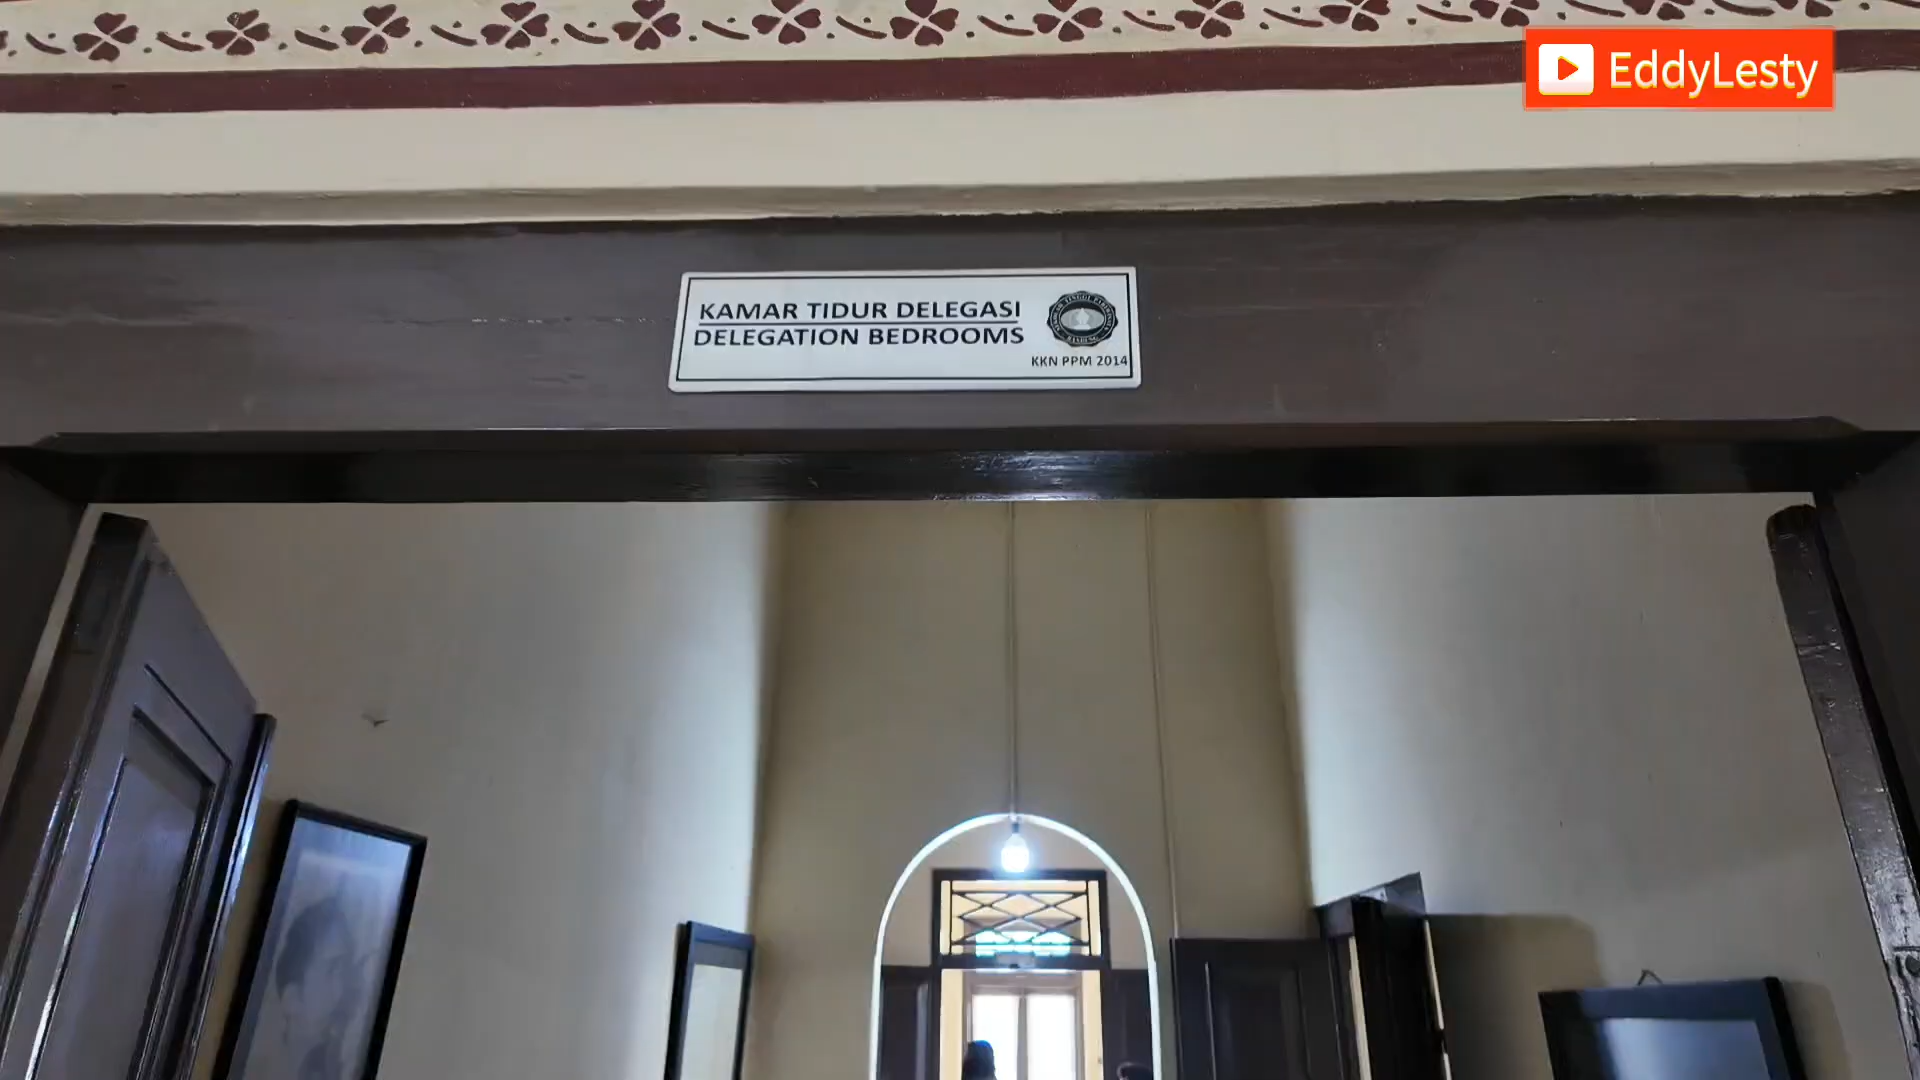 EddyLesty
KAMAR TIDUR DELEGASI
DELEGATION BEDROOMS
KKN PPM 2014